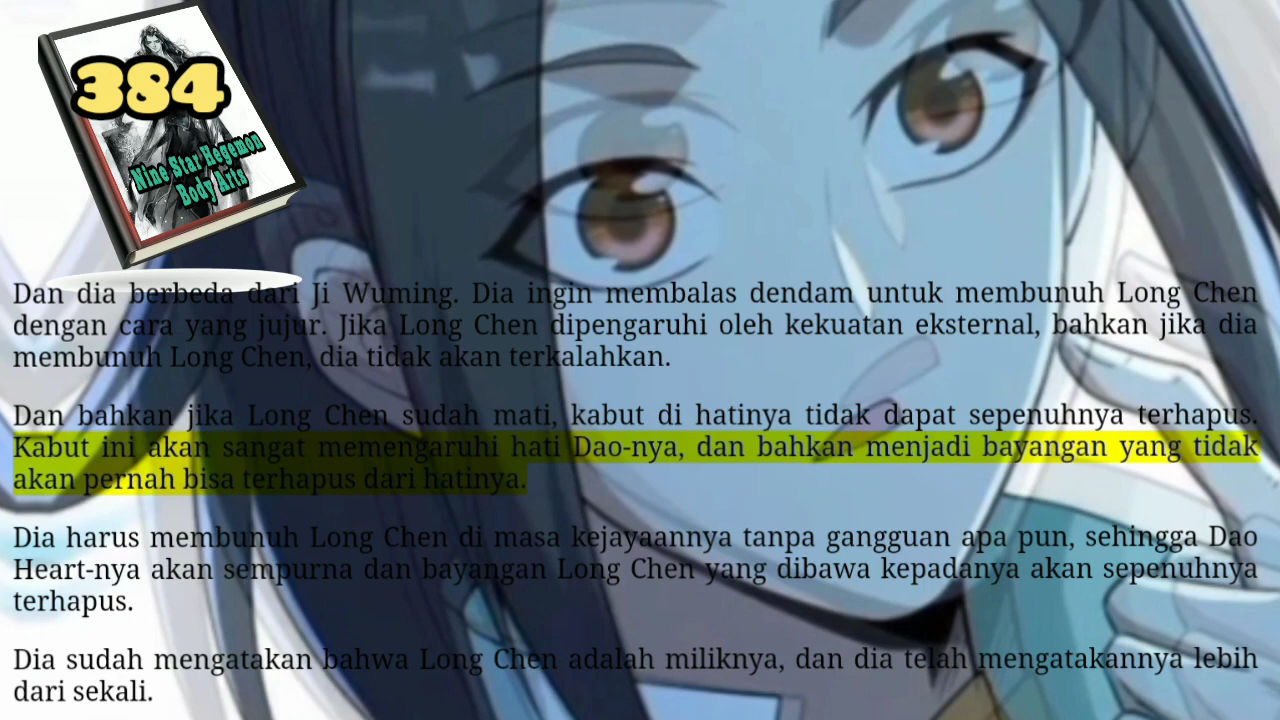 384
Nine Star Hegemon
Body Arts
Dan dia berbeda dari Ji Wuming. Dia ingin membalas dendam untuk membunuh Long Chen
dengan cara yang jujur. Jika Long Chen dipengaruhi oleh kekuatan eksternal, bahkan jika dia
membunuh Long Chen, dia tidak akan terkalahkan.
Dan bahkan jika Long Chen sudah mati, kabut di hatinya tidak dapat sepenuhnya terhapus.
Kabut ini akan sangat memengaruhi hati Dao-nya, dan bahkan menjadi bayangan yang tidak
akan pernah bisa terhapus dari hatinya.
Dia harus membunuh Long Chen di masa kejayaannya tanpa gangguan apa pun, sehingga Dao
Heart-nya akan sempurna dan bayangan Long Chen yang dibawa kepadanya akan sepenuhnya
terhapus.
Dia sudah mengatakan bahwa Long Chen adalah miliknya, dan dia telah mengatakannya lebih
dari sekali.